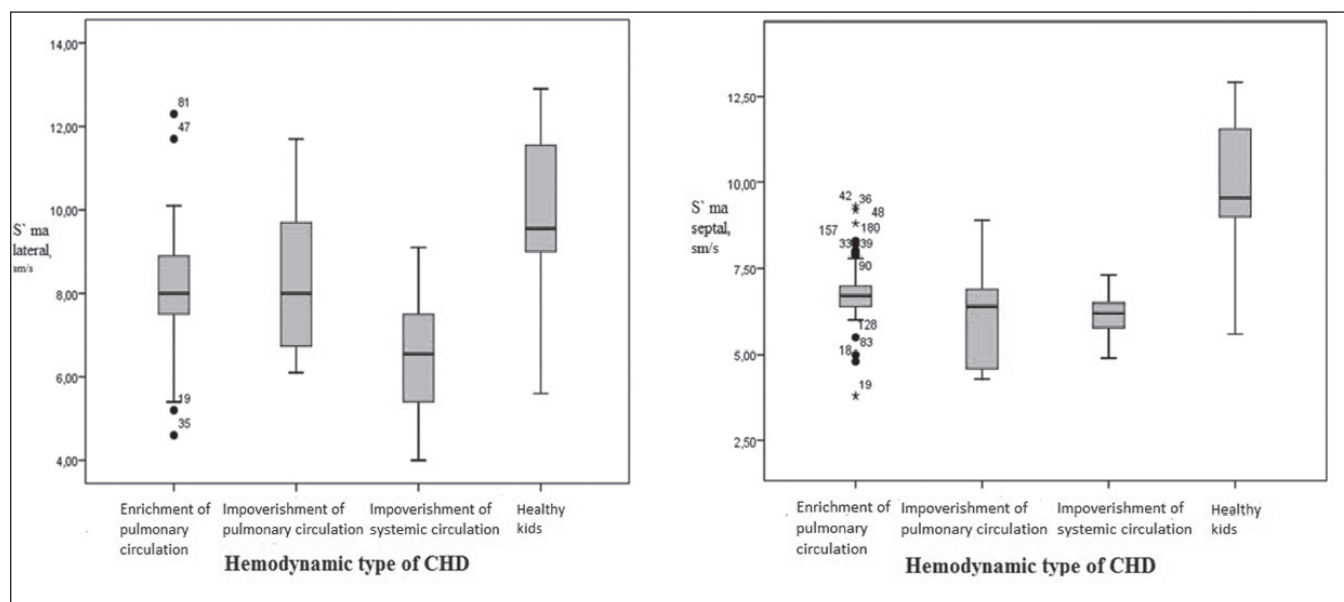 14,00
12,00
10,00
8,00
6,00
4,00
S` ma
lateral,
sm/s
81
47
19
35
Enrichment of
pulmonary
circulation
Impoverishment of
pulmonary circulation
Impoverishment of
systemic circulation
Healthy
kids
Hemodynamic type of CHD
12,50
10,00
7,50
5,00
2,50
S` ma
septal,
sm/s
42 36
48
157 180
33 39
90
128
18 83
19
Enrichment of
pulmonary
circulation
Impoverishment of
pulmonary circulation
Impoverishment of
systemic circulation
Healthy
kids
Hemodynamic type of CHD